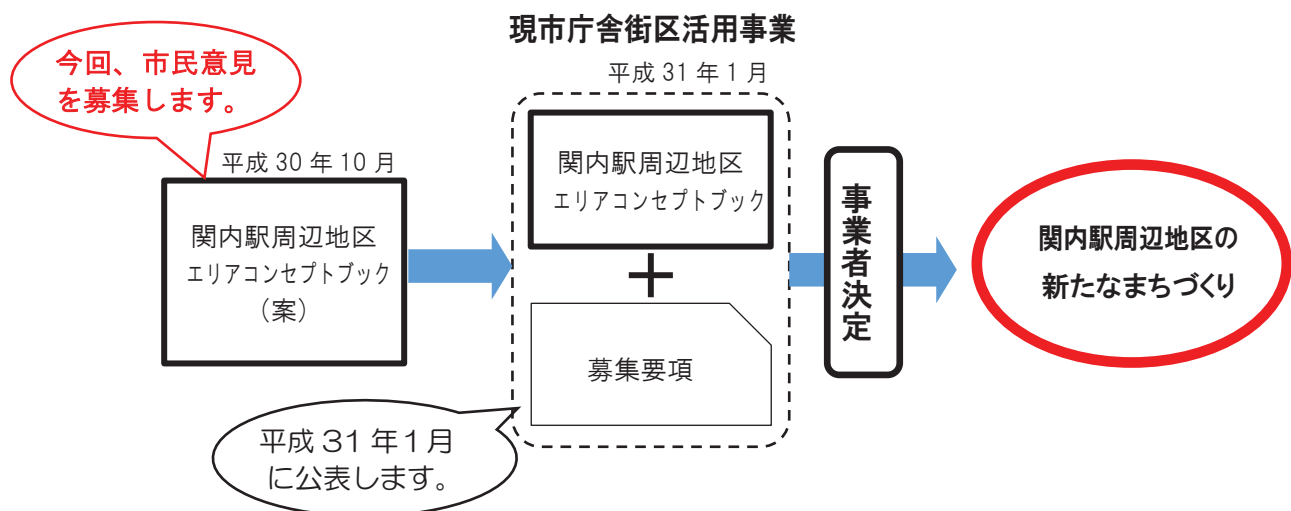 現市庁舎街区活用事業
今回、市民意見
を募集します。
平成 30 年 10 月
関内駅周辺地区
エリアコンセプトブック
（案）
平成 31 年 1 月
関内駅周辺地区
エリアコンセプトブック
＋
募集要項
平成 31 年１月
に公表します。
事業者決定
関内駅周辺地区の
新たなまちづくり